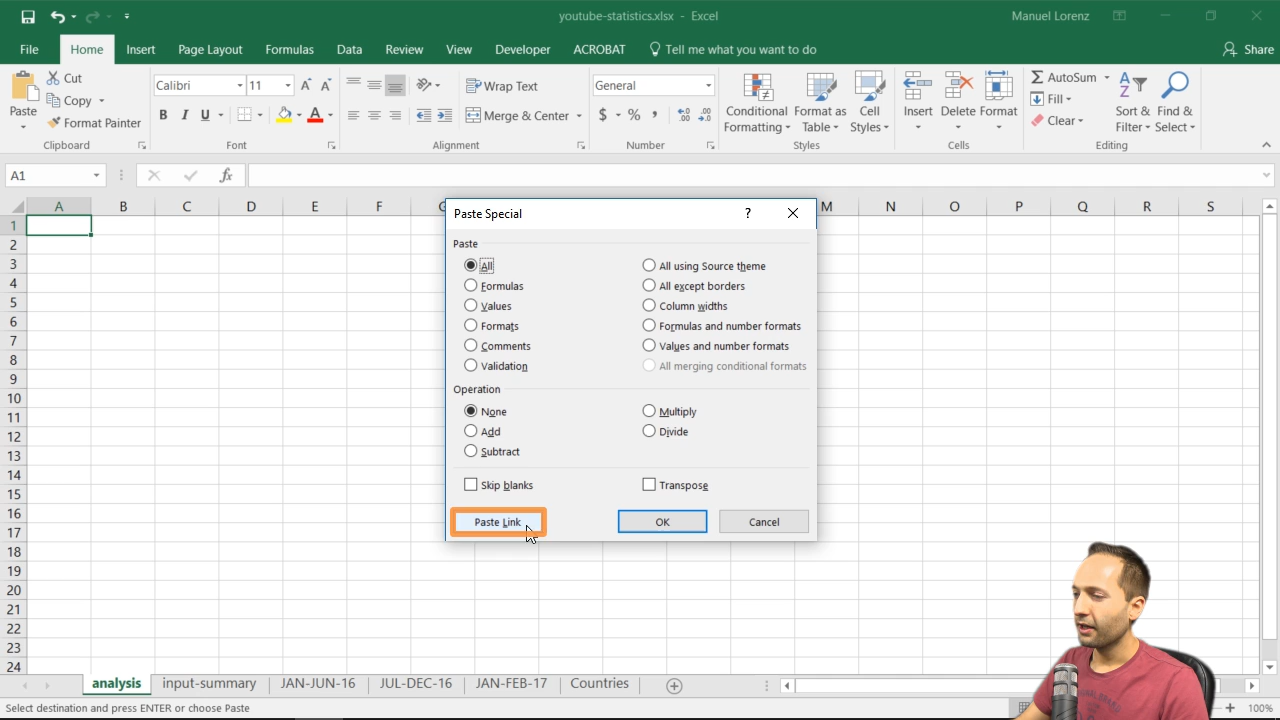 youtube-statistics.xlsx - Excel
Manuel Lorenz
File Home Insert Page Layout Formulas Data Review View Developer ACROBAT Tell me what you want to do Share
Paste
Cut
Copy
Format Painter
Clipboard
Calibri 11
B I U
Font
Wrap Text
Merge & Center
Alignment
General
$ % ,
Number
Conditional Formatting
Format as Table
Cell Styles
Styles
Insert Delete Format
Cells
AutoSum
Fill
Clear
Sort & Filter
Find & Select
Editing
A1
fx
A B C D E F G M N O P Q R S
1
2
3
4
5
6
7
8
9
10
11
12
13
14
15
16
17
18
19
20
21
22
23
24
Paste Special ?
Paste
All All using Source theme
Formulas All except borders
Values Column widths
Formats Formulas and number formats
Comments Values and number formats
Validation All merging conditional formats
Operation
None Multiply
Add Divide
Subtract
Skip blanks Transpose
Paste Link OK Cancel
analysis input-summary JAN-JUN-16 JUL-DEC-16 JAN-FEB-17 Countries
Select destination and press ENTER or choose Paste
100%